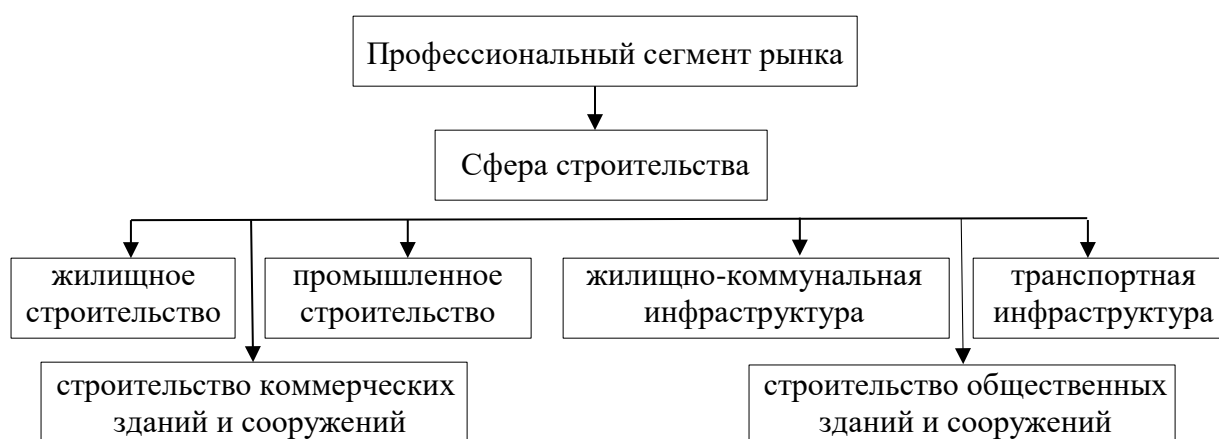 Профессиональный сегмент рынка
Сфера строительства
жилищное
строительство
промышленное
строительство
жилищно-коммунальная
инфраструктура
транспортная
инфраструктура
строительство коммерческих
зданий и сооружений
строительство общественных
зданий и сооружений